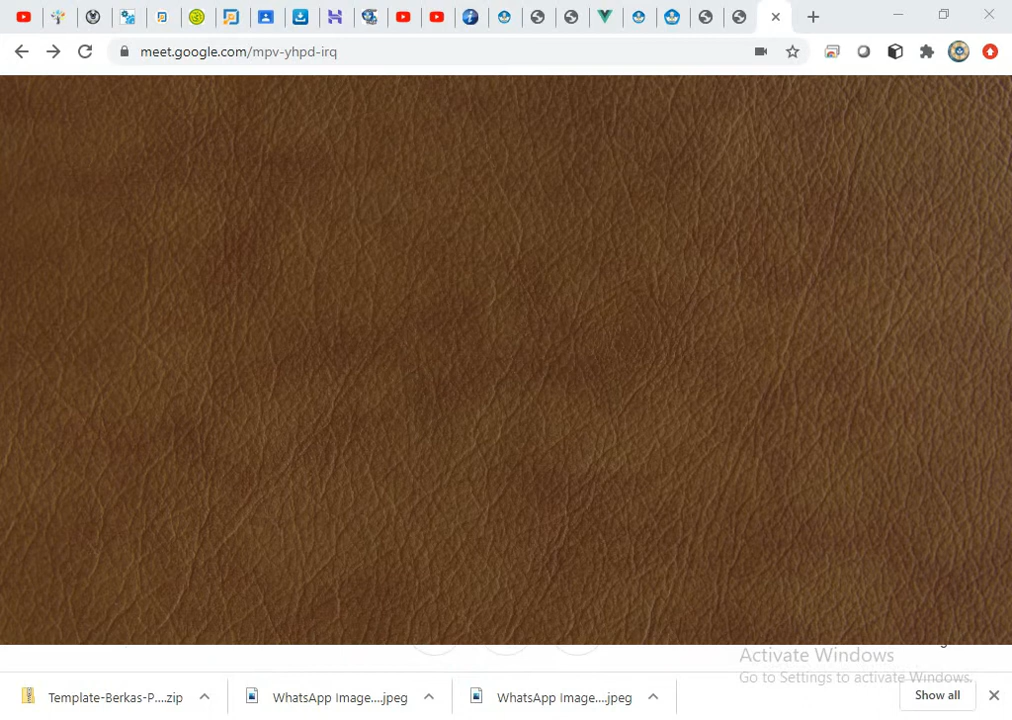 meet.google.com/mpv-yhpd-irq
Activate Windows
Go to Settings to activate Windows.
Template-Berkas-P....zip
WhatsApp Image....jpeg
WhatsApp Image....jpeg
Show all